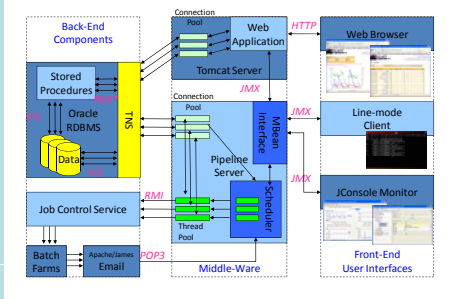 Back-End
Components
Connection
Pool
Web
Application
HTTP
Web Browser
Stored
Procedures
Tomcat Server
JMX
Oracle
RDBMS
TNS
Connection
Pool
MBean
Interface
JMX
Line-mode
Client
Data
Pipeline
Server
JMX
Scheduler
JConsole Monitor
Job Control Service
RMI
Thread
Pool
Batch
Farms
Apache/James
Email
POP3
Middle-Ware
Front-End
User Interfaces